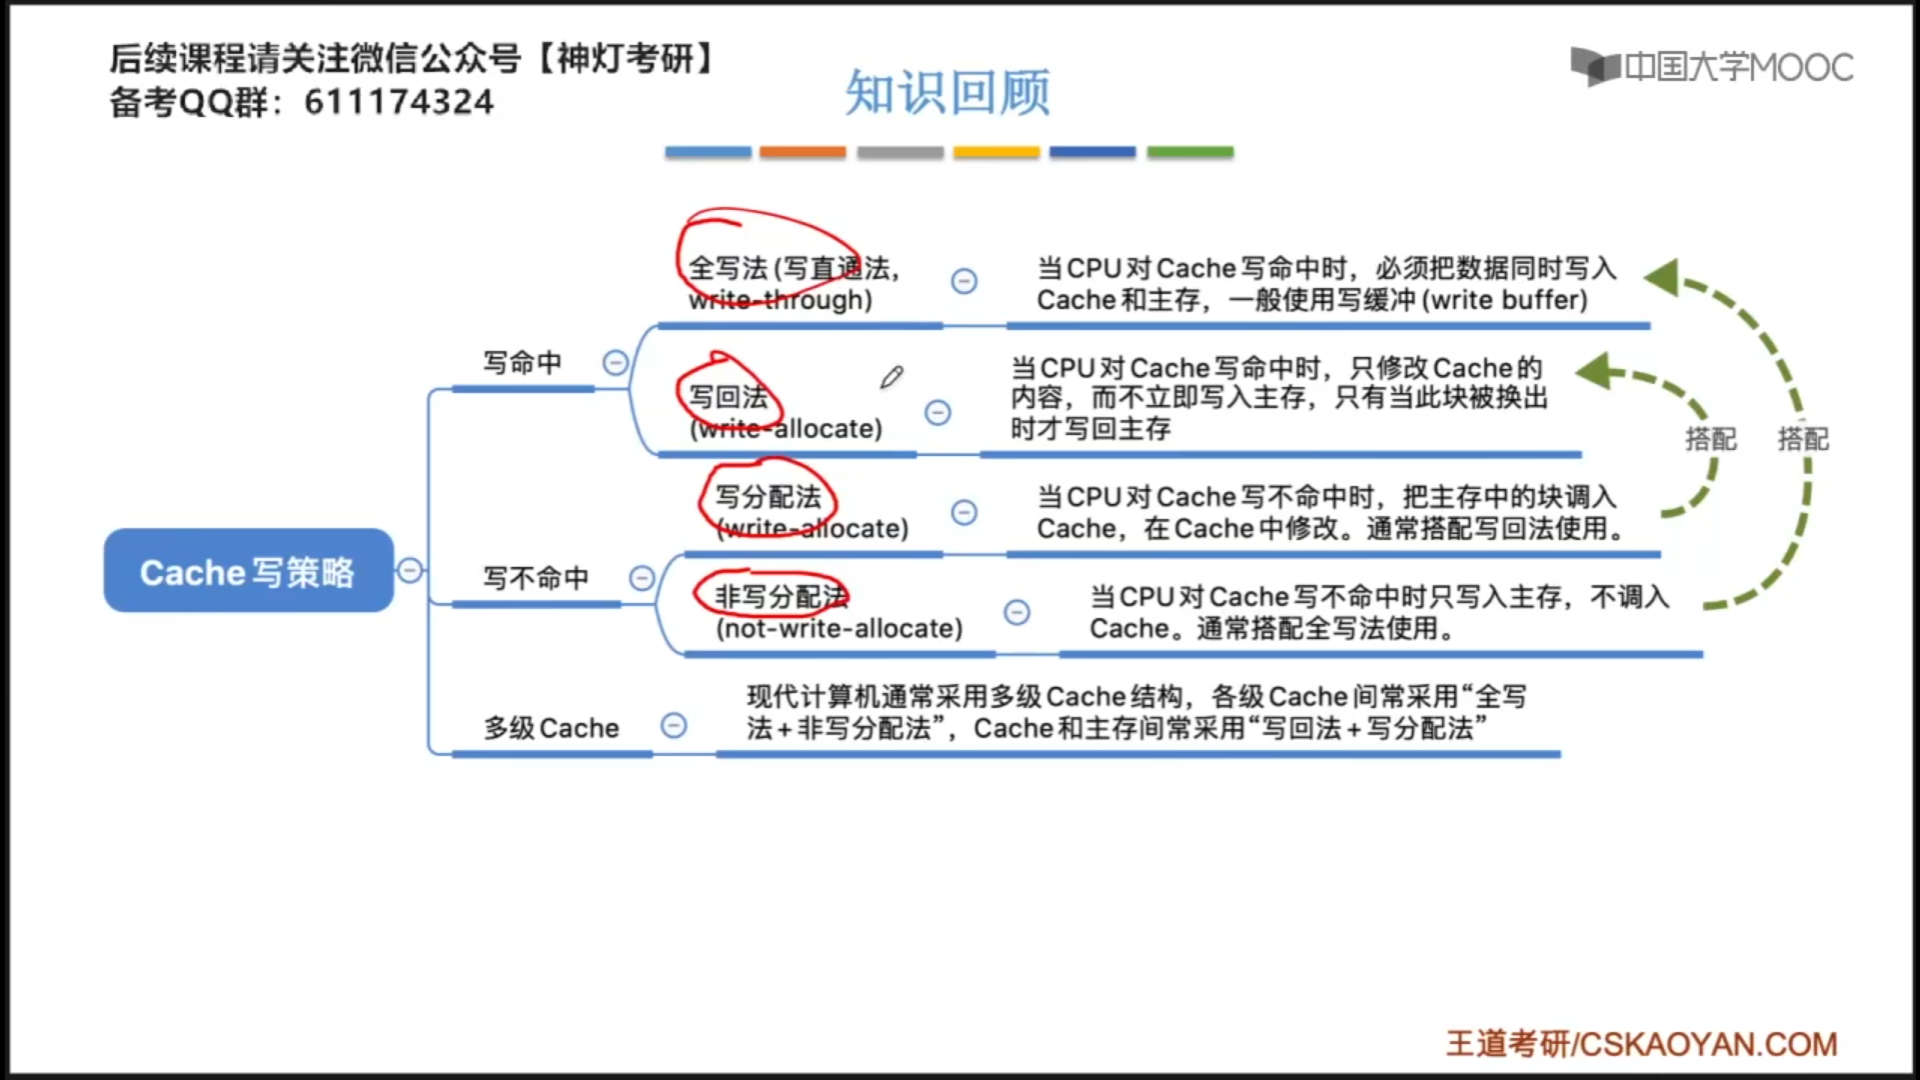 后续课程请关注微信公众号【神灯考研】
备考QQ群：611174324
知识回顾
中国大学MOOC
全写法(写直通法，
write-through)
当CPU对Cache写命中时，必须把数据同时写入
Cache和主存，一般使用写缓冲(write buffer)
写命中
写回法
(write-allocate)
当CPU对Cache写命中时，只修改Cache的
内容，而不立即写入主存，只有当此块被换出
时才写回主存
搭配
搭配
Cache写策略
写不命中
写分配法
(write-allocate)
当CPU对Cache写不命中时，把主存中的块调入
Cache，在Cache中修改。通常搭配写回法使用。
非写分配法
(not-write-allocate)
当CPU对Cache写不命中时只写入主存，不调入
Cache。通常搭配全写法使用。
多级Cache
现代计算机通常采用多级Cache结构，各级Cache间常采用“全写
法+非写分配法”，Cache和主存间常采用“写回法+写分配法”
王道考研/CSKAOYAN.COM